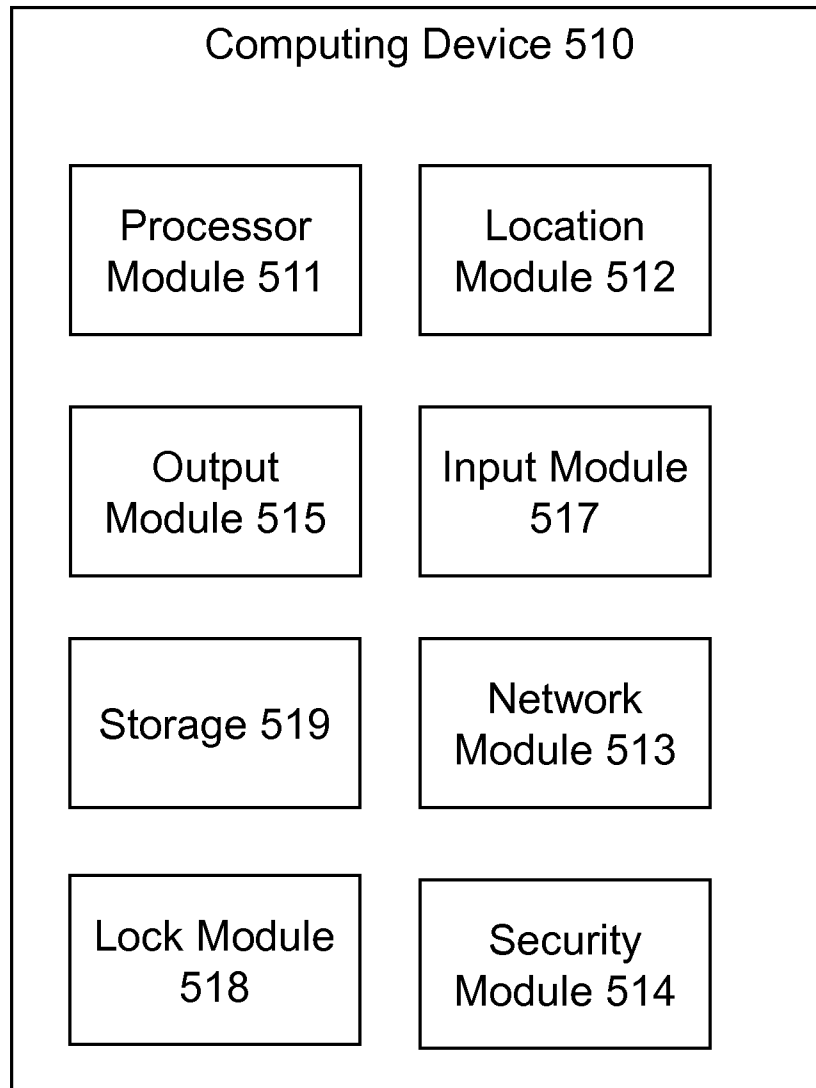 Computing Device 510
Processor
Module 511
Location
Module 512
Output
Module 515
Input Module
517
Storage 519
Network
Module 513
Lock Module
518
Security
Module 514